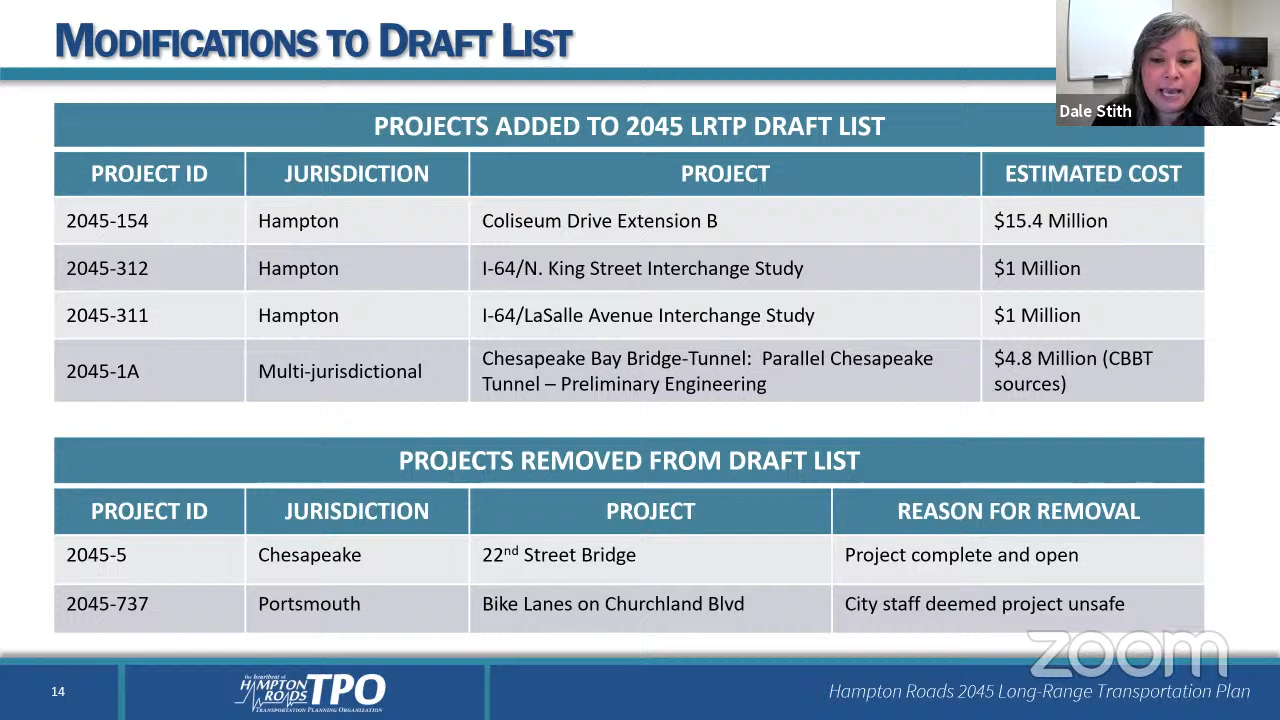 MODIFICATIONS TO DRAFT LIST
Dale Stith
PROJECTS ADDED TO 2045 LRTP DRAFT LIST
PROJECT ID JURISDICTION PROJECT ESTIMATED COST
2045-154 Hampton Coliseum Drive Extension B $15.4 Million
2045-312 Hampton I-64/N. King Street Interchange Study $1 Million
2045-311 Hampton I-64/LaSalle Avenue Interchange Study $1 Million
2045-1A Multi-jurisdictional Chesapeake Bay Bridge-Tunnel: Parallel Chesapeake
Tunnel – Preliminary Engineering
$4.8 Million (CBBT
sources)
PROJECTS REMOVED FROM DRAFT LIST
PROJECT ID JURISDICTION PROJECT REASON FOR REMOVAL
2045-5 Chesapeake 22nd Street Bridge Project complete and open
2045-737 Portsmouth Bike Lanes on Churchland Blvd City staff deemed project unsafe
zoom
14
the heartbeat of
HAMPTON
ROADS TPO
TRANSPORTATION PLANNING ORGANIZATION
Hampton Roads 2045 Long-Range Transportation Plan